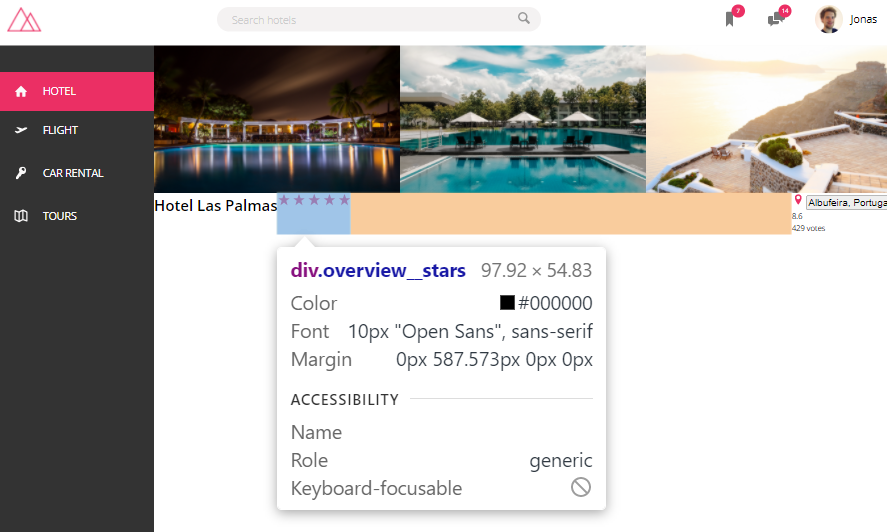 Search hotels
7
14
Jonas
HOTEL
FLIGHT
CAR RENTAL
TOURS
Hotel Las Palmas
Albufeira, Portuga
8.6
429 votes
div.overview__stars 97.92 × 54.83
Color #000000
Font 10px "Open Sans", sans-serif
Margin 0px 587.573px 0px 0px
ACCESSIBILITY
Name
Role generic
Keyboard-focusable